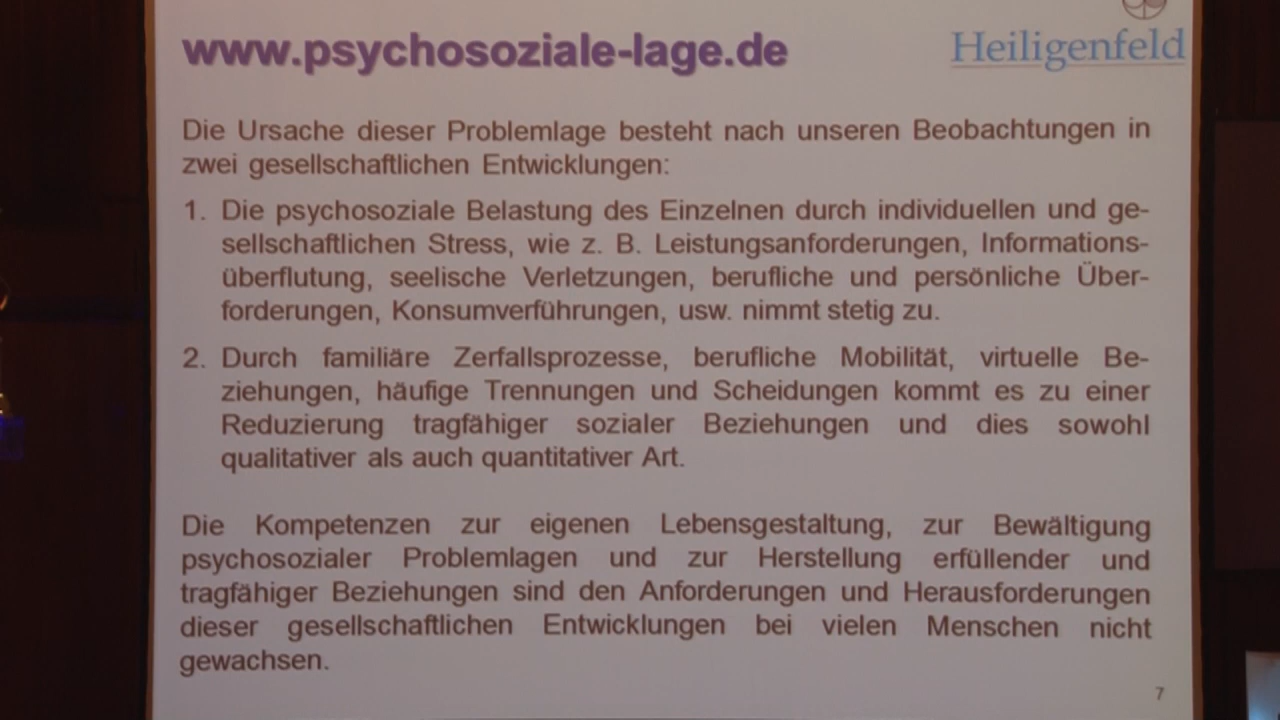 www.psychosoziale-lage.de
Heiligenfeld
Die Ursache dieser Problemlage besteht nach unseren Beobachtungen in
zwei gesellschaftlichen Entwicklungen:
1. Die psychosoziale Belastung des Einzelnen durch individuellen und ge-
sellschaftlichen Stress, wie z. B. Leistungsanforderungen, Informations-
überflutung, seelische Verletzungen, berufliche und persönliche Über-
forderungen, Konsumverführungen, usw. nimmt stetig zu.
2. Durch familiäre Zerfallsprozesse, berufliche Mobilität, virtuelle Be-
ziehungen, häufige Trennungen und Scheidungen kommt es zu einer
Reduzierung tragfähiger sozialer Beziehungen und dies sowohl
qualitativer als auch quantitativer Art.
Die Kompetenzen zur eigenen Lebensgestaltung, zur Bewältigung
psychosozialer Problemlagen und zur Herstellung erfüllender und
tragfähiger Beziehungen sind den Anforderungen und Herausforderungen
dieser gesellschaftlichen Entwicklungen bei vielen Menschen nicht
gewachsen.
7